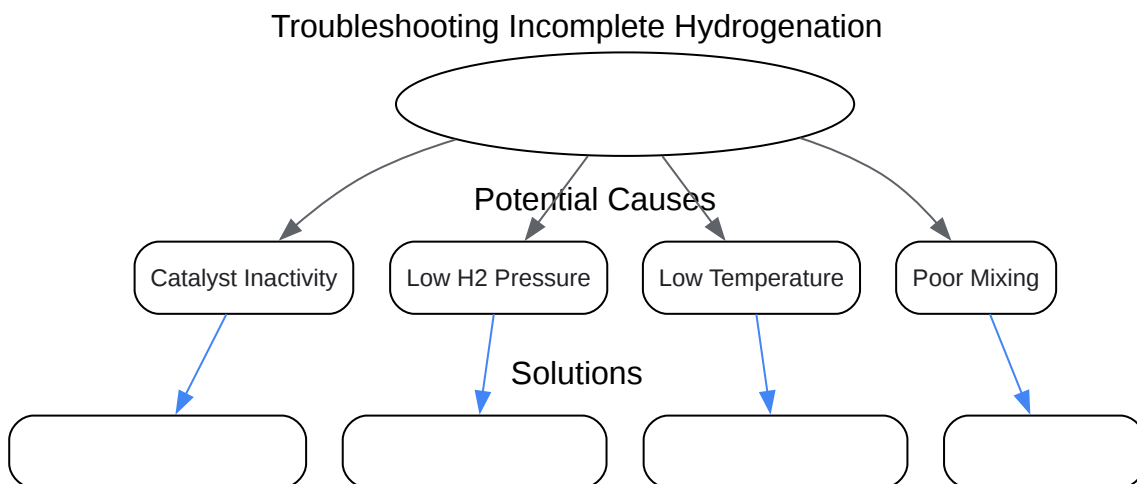 Troubleshooting Incomplete Hydrogenation
Potential Causes
Catalyst Inactivity
Low H2 Pressure
Low Temperature
Poor Mixing
Solutions